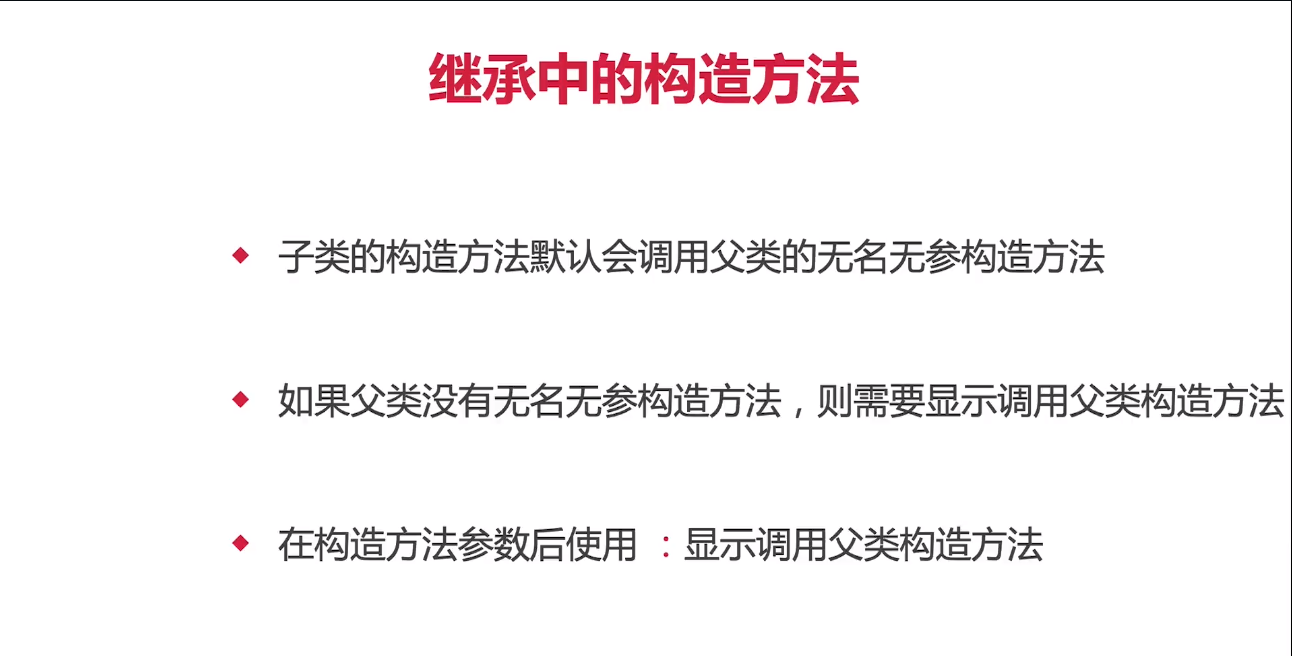 继承中的构造方法
子类的构造方法默认会调用父类的无名无参构造方法
如果父类没有无名无参构造方法，则需要显示调用父类构造方法
在构造方法参数后使用 ：显示调用父类构造方法